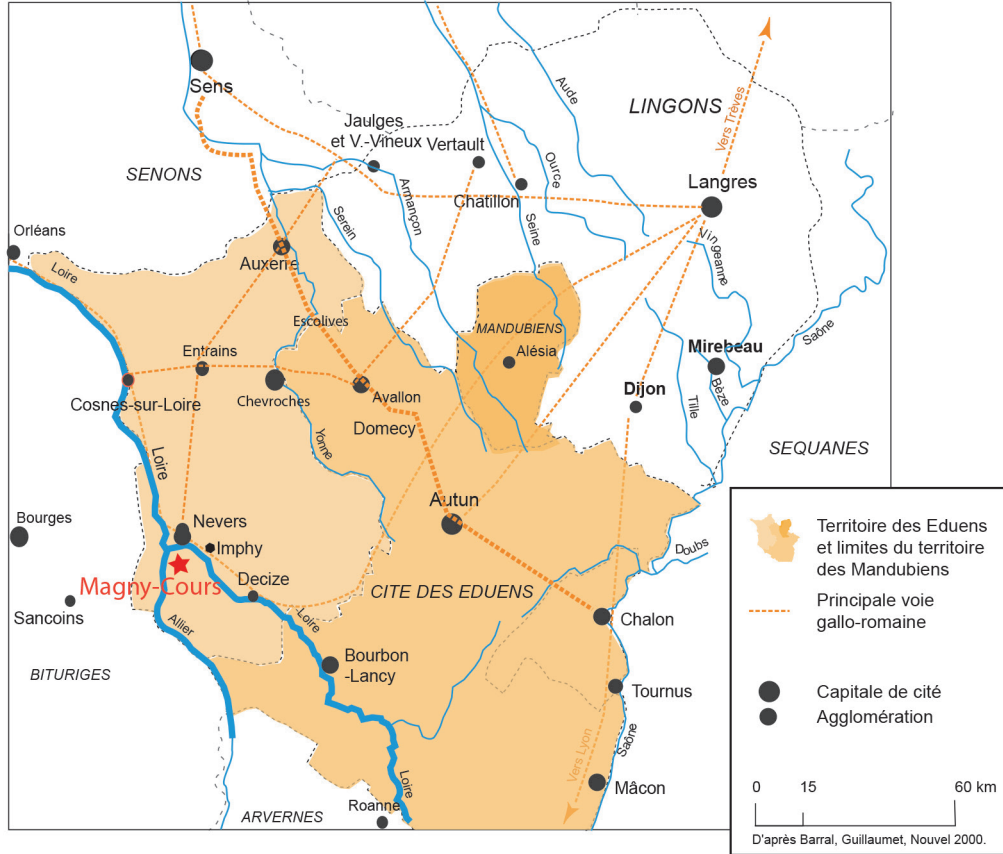 Sens
Aude
LINGONS
Vers Trèves
Jaulges
et V.-Vineux
Vertault
Ource
SENONS
Armançon
Chatillon
Langres
Serein
Seine
Vingeanne
Orléans
Loire
Auxerre
Saône
Escolives
MANDUBIENS
Alésia
Entrains
Mirebeau
Cosnes-sur-Loire
Chevroches
Avallon
Dijon
Bèze
Tille
Domecy
Yonne
SEQUANES
Loire
Autun
Bourges
Nevers
Imphy
Doubs
Magny-Cours
Decize
CITE DES EDUENS
Sancoins
Loire
Chalon
Allier
BITURIGES
Bourbon
-Lancy
Tournus
Saône
Vers Lyon
Loire
Mâcon
Roanne
ARVERNES
Territoire des Eduens
et limites du territoire
des Mandubiens
Principale voie
gallo-romaine
Capitale de cité
Agglomération
0 15 60 km
D'après Barral, Guillaumet, Nouvel 2000.